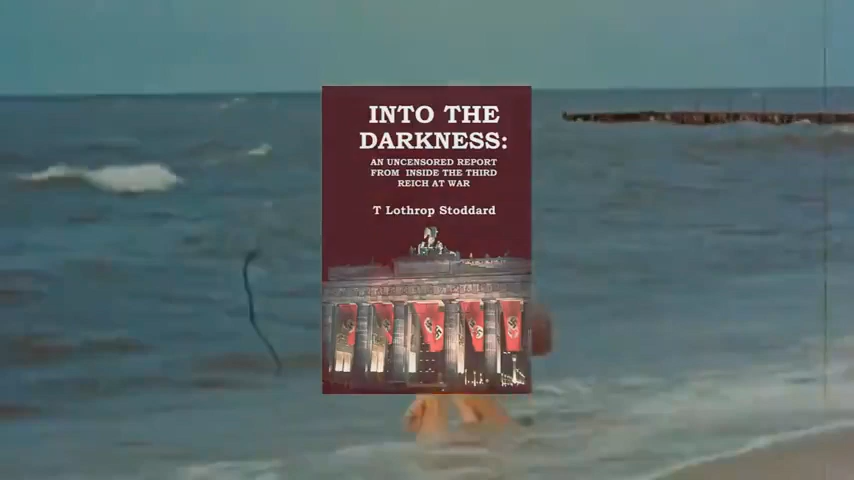 INTO THE
DARKNESS:
AN UNCENSORED REPORT
FROM INSIDE THE THIRD
REICH AT WAR
T Lothrop Stoddard